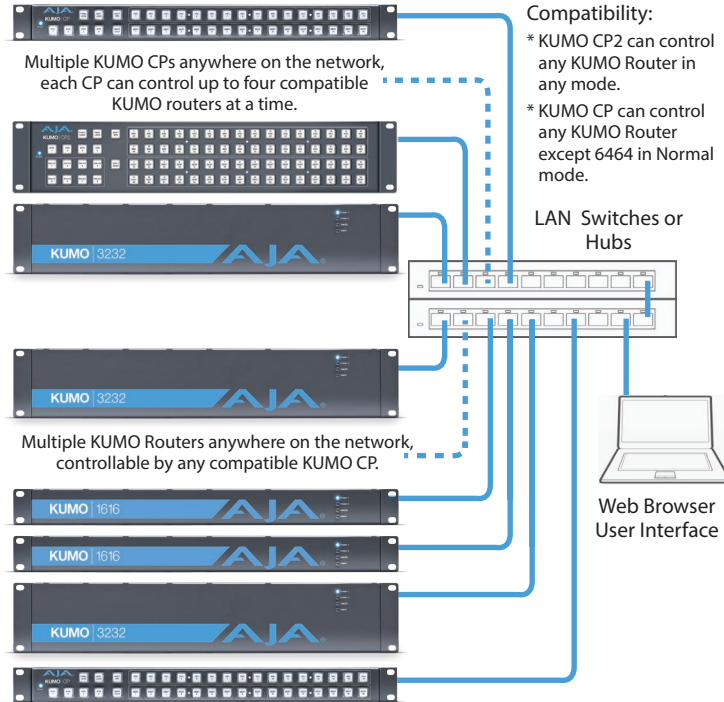 AJA
KUMO CP
Multiple KUMO CPs anywhere on the network,
each CP can control up to four compatible
KUMO routers at a time.
Compatibility:
* KUMO CP2 can control
any KUMO Router in
any mode.
* KUMO CP can control
any KUMO Router
except 6464 in Normal
mode.
AJA
KUMO CP2
LAN Switches or
Hubs
KUMO 3232
AJA
KUMO 3232
AJA
Multiple KUMO Routers anywhere on the network,
controllable by any compatible KUMO CP.
Web Browser
User Interface
KUMO 1616
AJA
KUMO 1616
AJA
KUMO 3232
AJA
AJA
KUMO CP